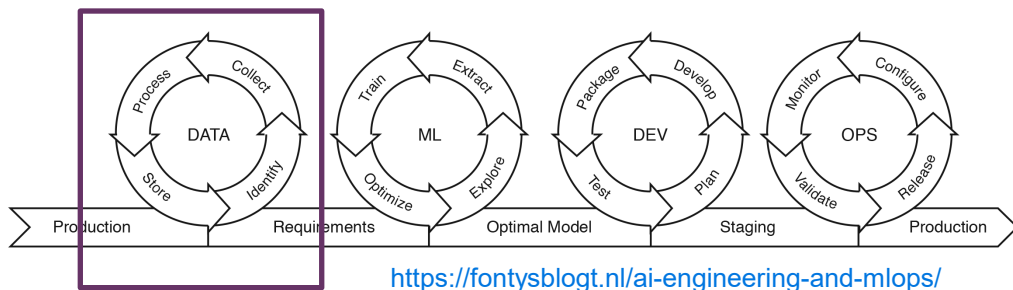 Process
Collect
DATA
Store
Identify
Train
Extract
ML
Optimize
Explore
Package
Develop
DEV
Test
Plan
Monitor
Configure
OPS
Validate
Release
Production
Requirements
Optimal Model
Staging
Production
https://fontysblogt.nl/ai-engineering-and-mlops/